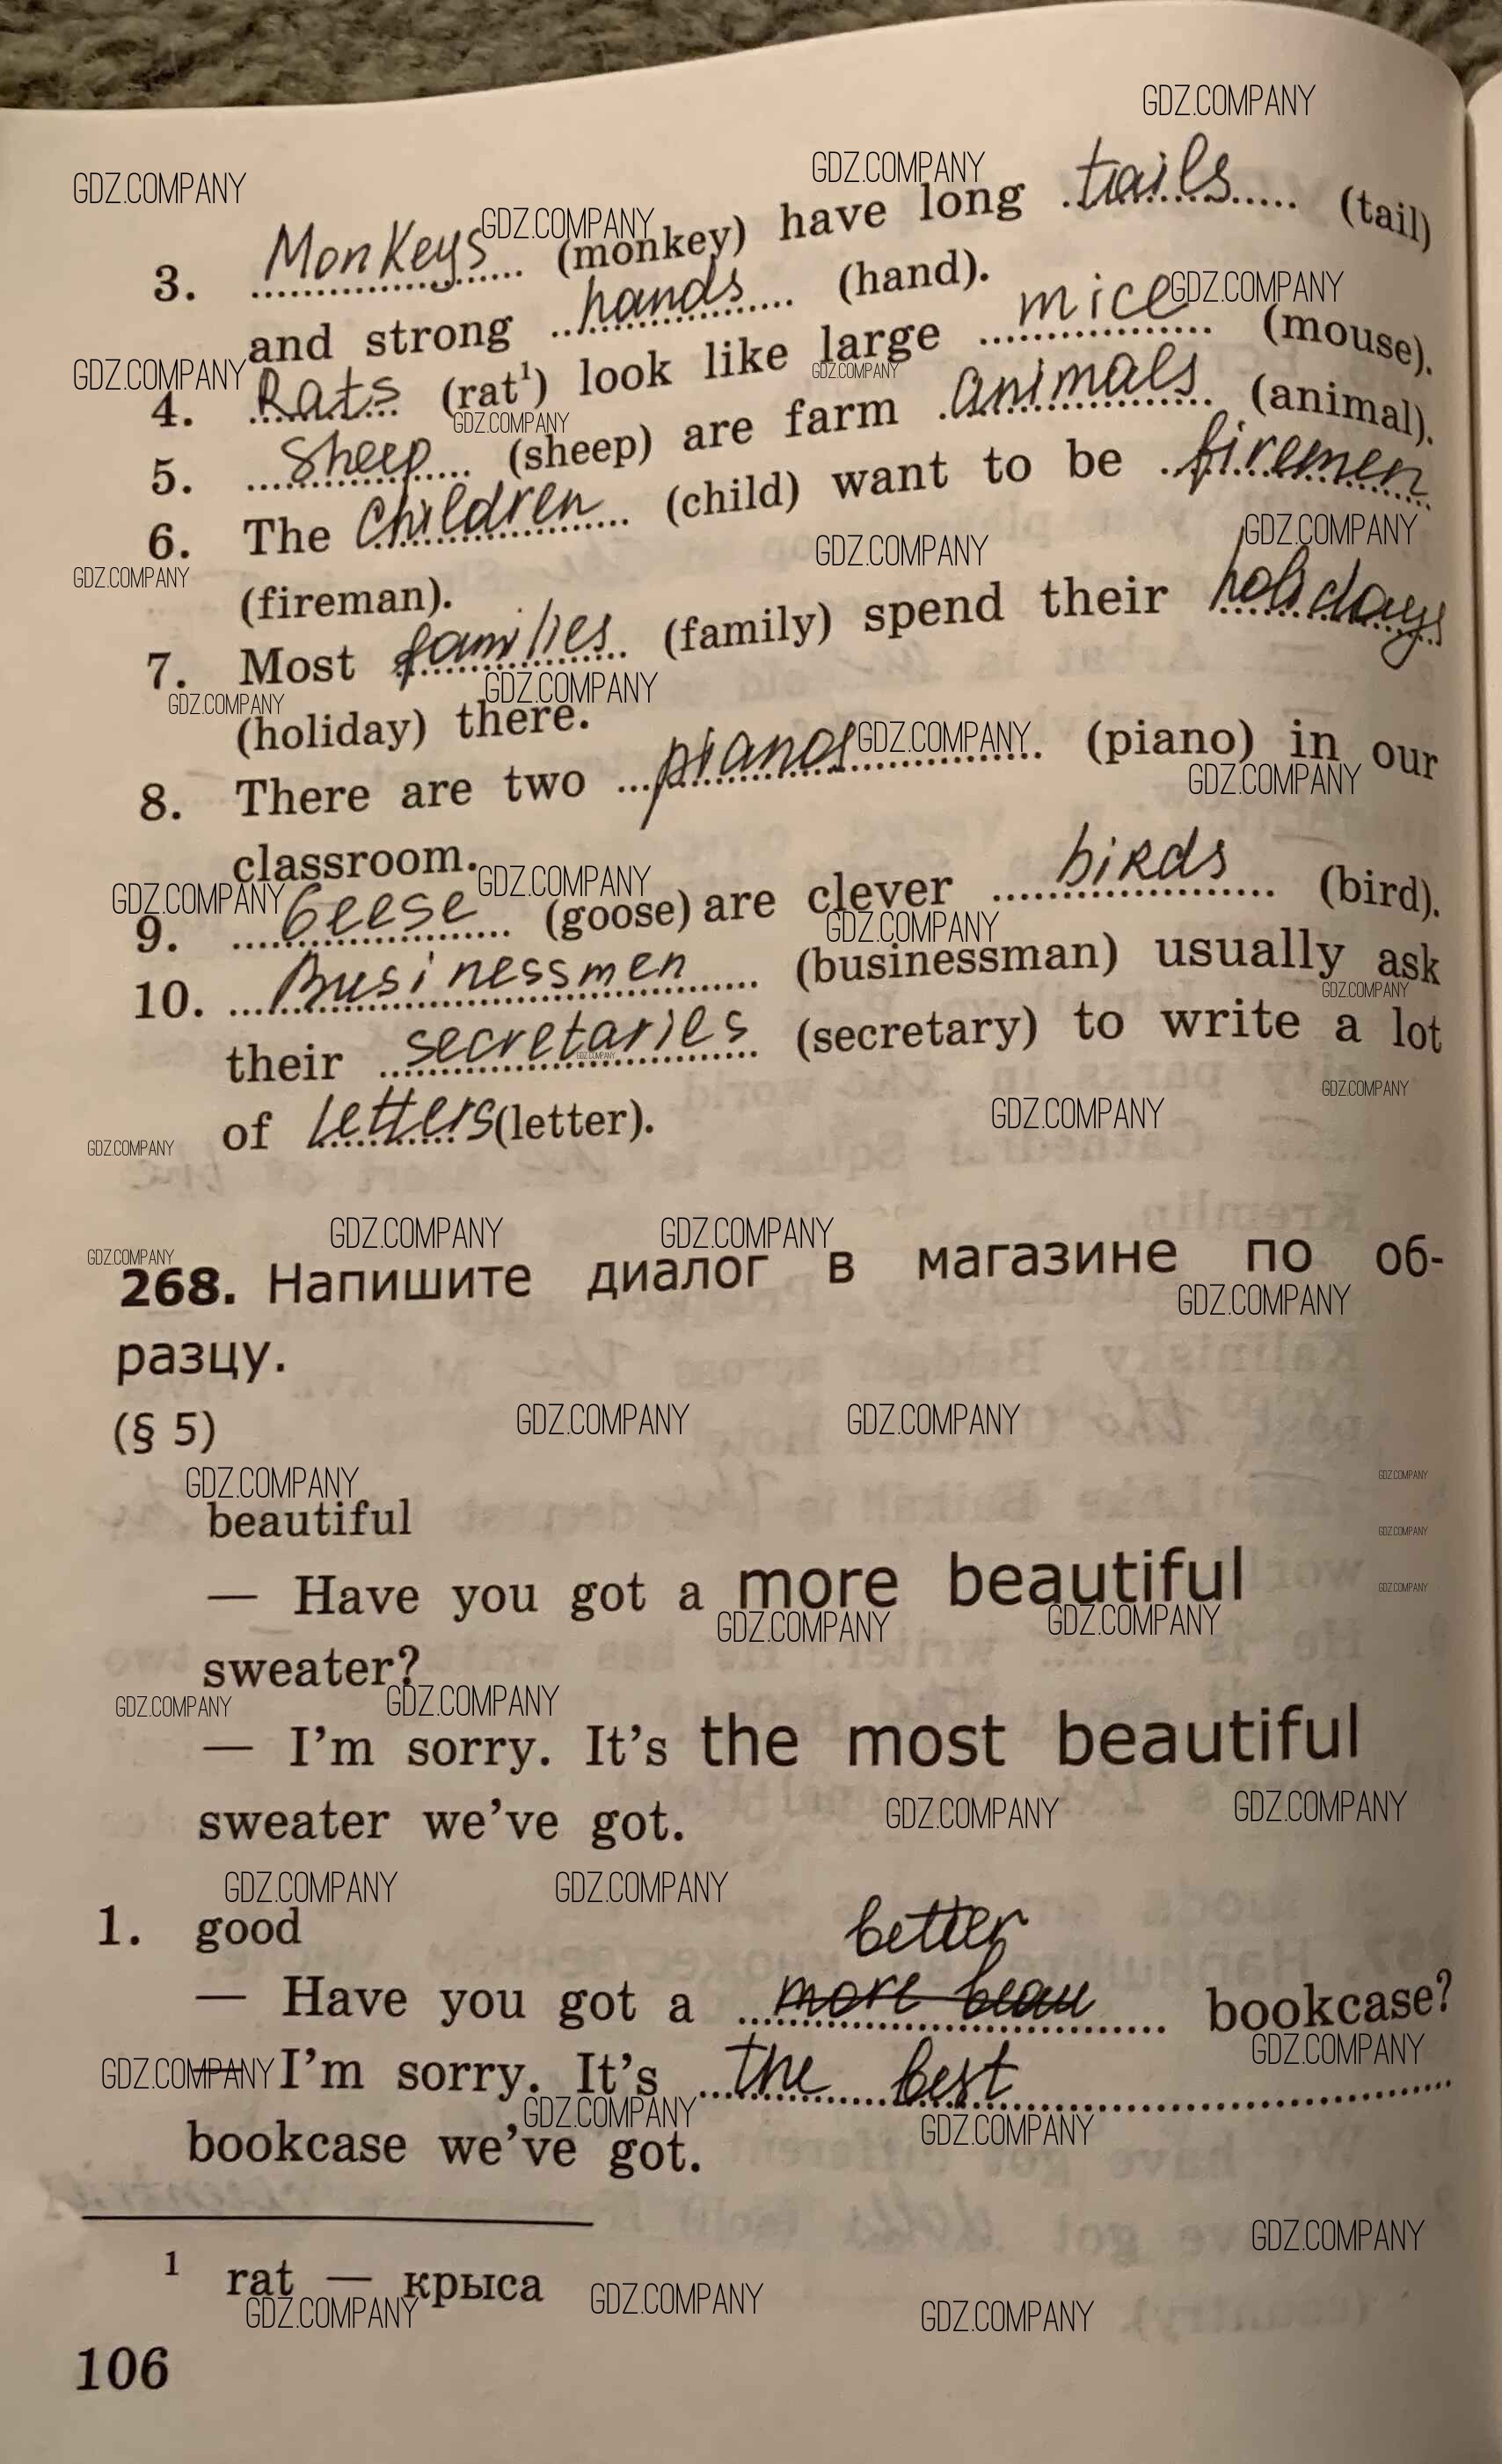 3. Monkeys (monkey) have long tails (tail)
and strong hands (hand).
4. Rats (rat¹) look like large mice (mouse).
5. Sheep (sheep) are farm animals (animal).
6. The children (child) want to be firemen
(fireman).
7. Most families (family) spend their holidays
(holiday) there.
8. There are two pianos (piano) in our
classroom.
9. Geese (goose) are clever birds (bird).
10. Businessmen (businessman) usually ask
their secretaries (secretary) to write a lot
of letters (letter).
268. Напишите диалог в магазине по об-
разцу.
(§ 5)
beautiful
— Have you got a more beautiful
sweater?
— I'm sorry. It's the most beautiful
sweater we've got.
1. good
better
— Have you got a more beau bookcase?
— I'm sorry. It's the best
bookcase we've got.
1 rat — крыса
106
GDZ.COMPANY